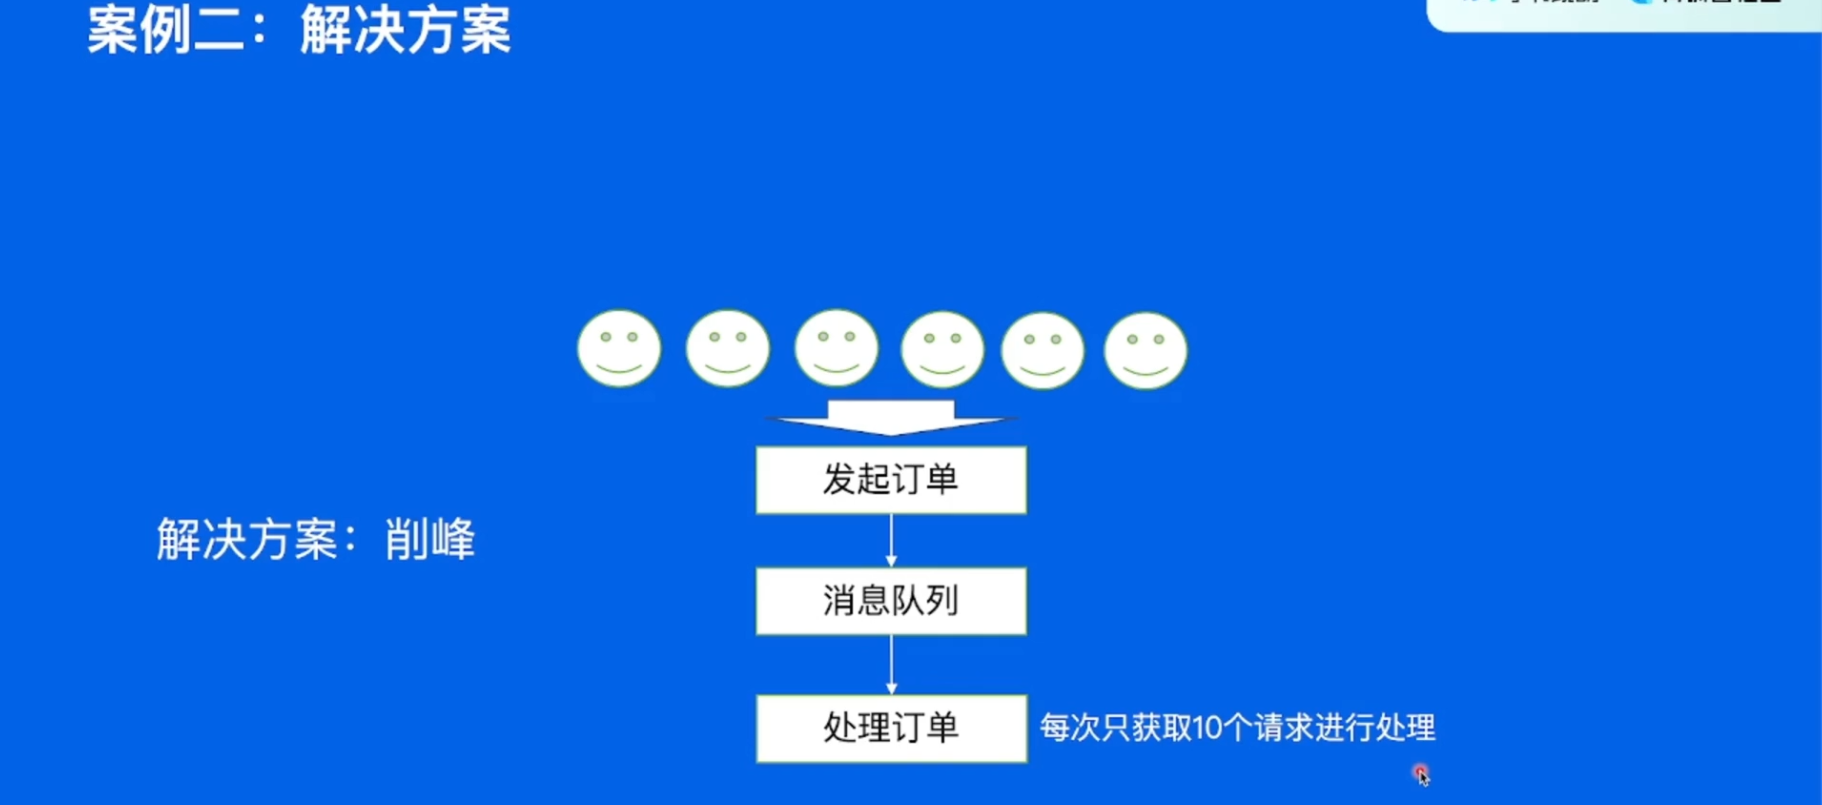 案例二：解决方案
发起订单
解决方案：削峰
消息队列
处理订单
每次只获取10个请求进行处理